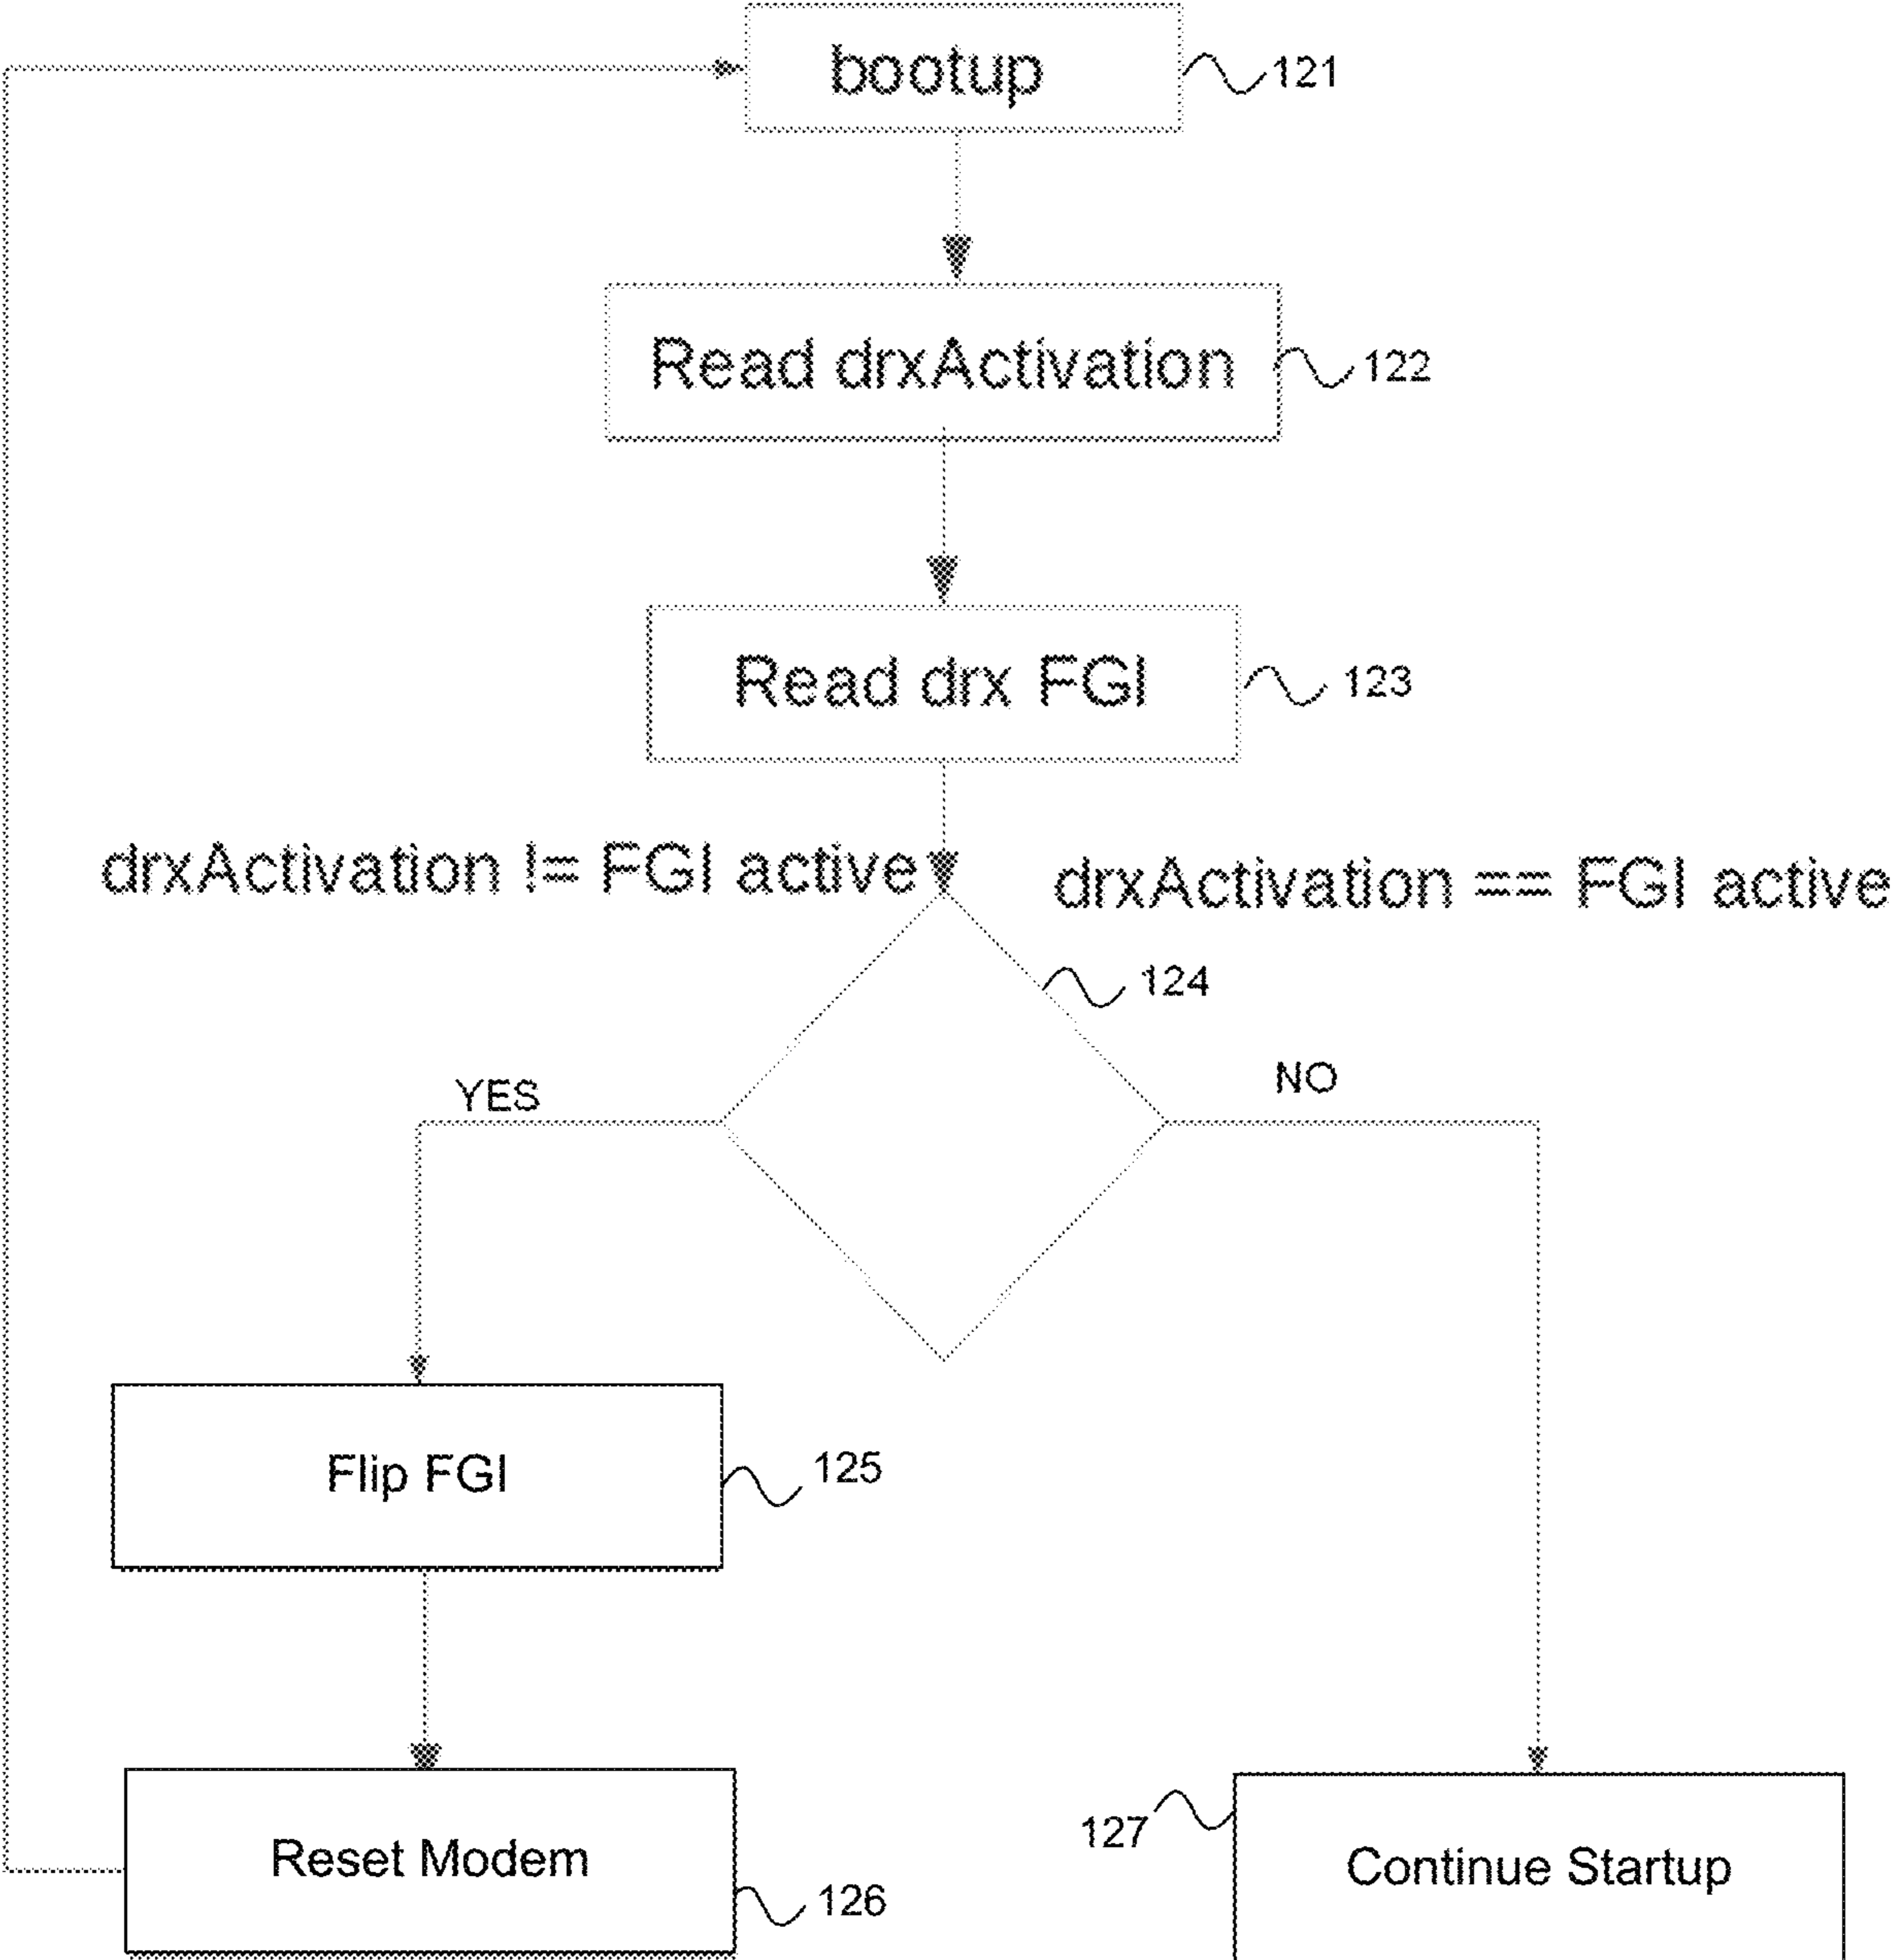 bootup
121
Read drxActivation
122
Read drx FGI
123
drxActivation != FGI active
drxActivation == FGI active
124
YES
NO
Flip FGI
125
Reset Modem
126
127
Continue Startup